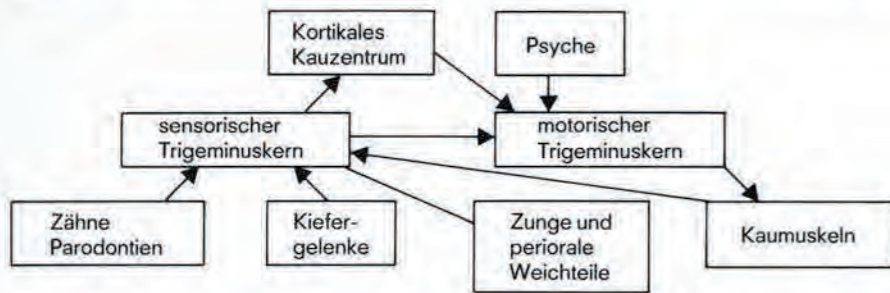 Kortikales
Kauzentrum
Psyche
sensorischer
Trigeminuskern
motorischer
Trigeminuskern
Zähne
Parodontien
Kiefer-
gelenke
Zunge und
periorale
Weichteile
Kaumuskeln